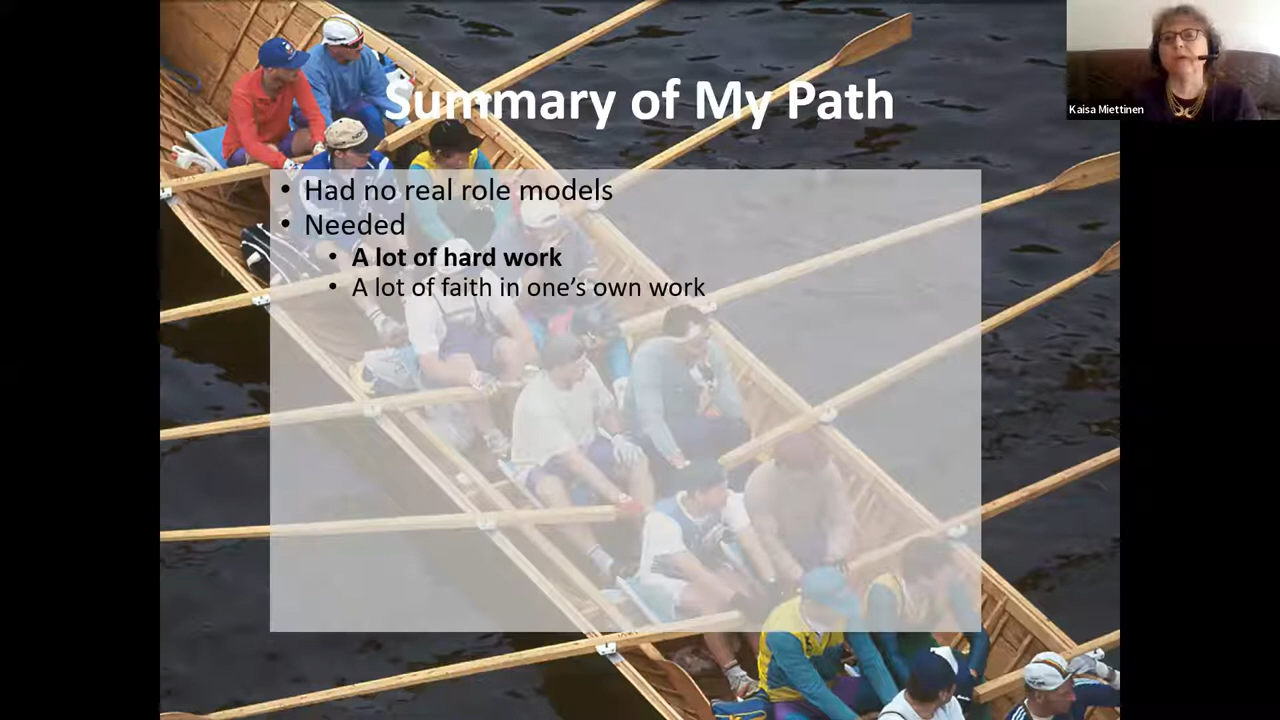 Summary of My Path
Kaisa Miettinen
• Had no real role models
• Needed
• A lot of hard work
• A lot of faith in one's own work